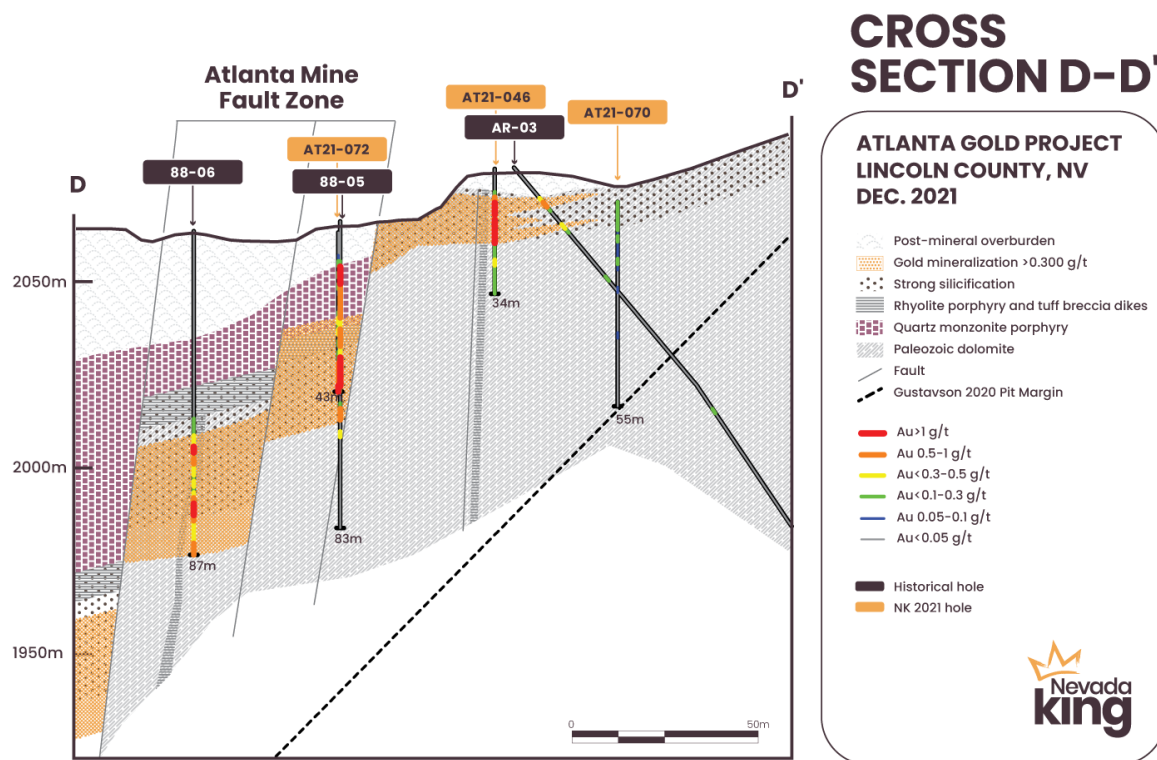 CROSS
SECTION D-D'
Atlanta Mine
Fault Zone
D'
AT21-046
AR-03
AT21-070
AT21-072
88-06
88-05
D
ATLANTA GOLD PROJECT
LINCOLN COUNTY, NV
DEC. 2021
Post-mineral overburden
Gold mineralization >0.300 g/t
Strong silicification
Rhyolite porphyry and tuff breccia dikes
Quartz monzonite porphyry
Paleozoic dolomite
Fault
Gustavson 2020 Pit Margin
Au>1 g/t
Au 0.5-1 g/t
Au<0.3-0.5 g/t
Au<0.1-0.3 g/t
Au 0.05-0.1 g/t
Au<0.05 g/t
Historical hole
NK 2021 hole
2050m
34m
43m
55m
2000m
83m
87m
1950m
0
50m
Nevada
king